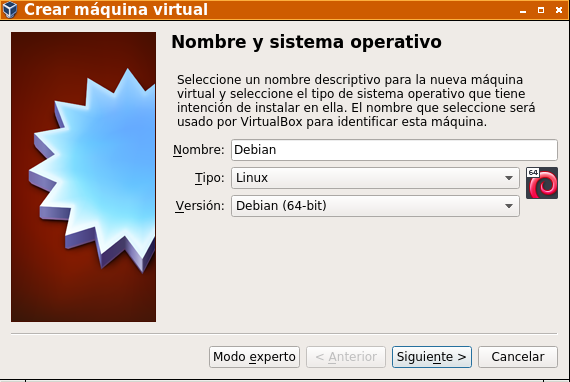 Crear máquina virtual
Nombre y sistema operativo
Seleccione un nombre descriptivo para la nueva máquina
virtual y seleccione el tipo de sistema operativo que tiene
intención de instalar en ella. El nombre que seleccione será
usado por VirtualBox para identificar esta máquina.
Nombre: Debian
Tipo: Linux
64
Versión: Debian (64-bit)
Modo experto < Anterior Siguiente > Cancelar